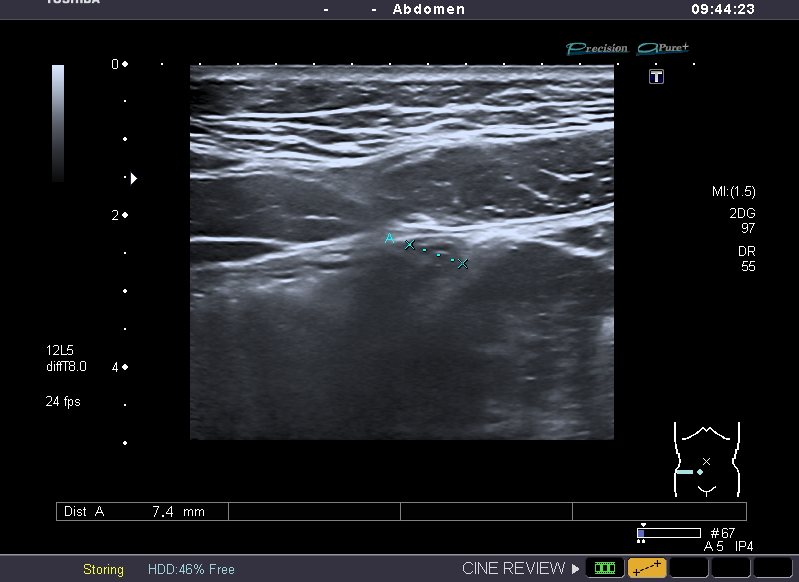 TOSHIBA
- - Abdomen 09:44:23
Precision APure+
T
0
2
4
A
MI:(1.5)
2DG
97
DR
55
12L5
diffT8.0
24 fps
Dist A 7.4 mm
#67
A 5 IP4
Storing HDD:46% Free CINE REVIEW